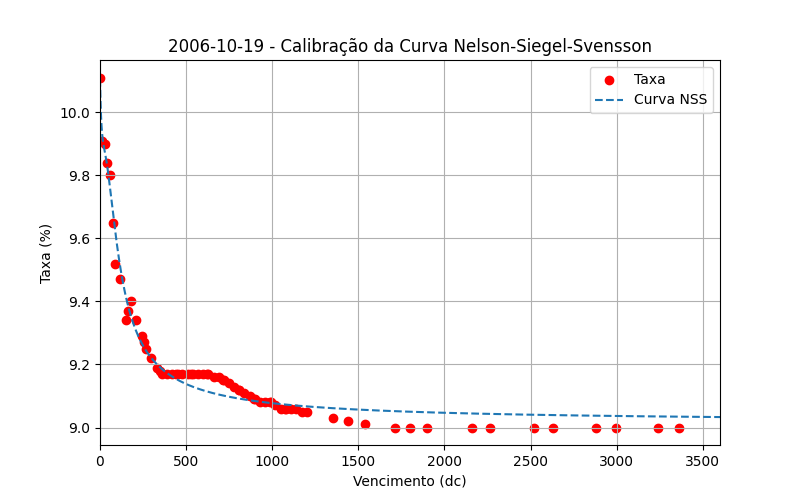 2006-10-19 - Calibração da Curva Nelson-Siegel-Svensson
Taxa
Curva NSS
Taxa (%)
10.0
9.8
9.6
9.4
9.2
9.0
0 500 1000 1500 2000 2500 3000 3500
Vencimento (dc)